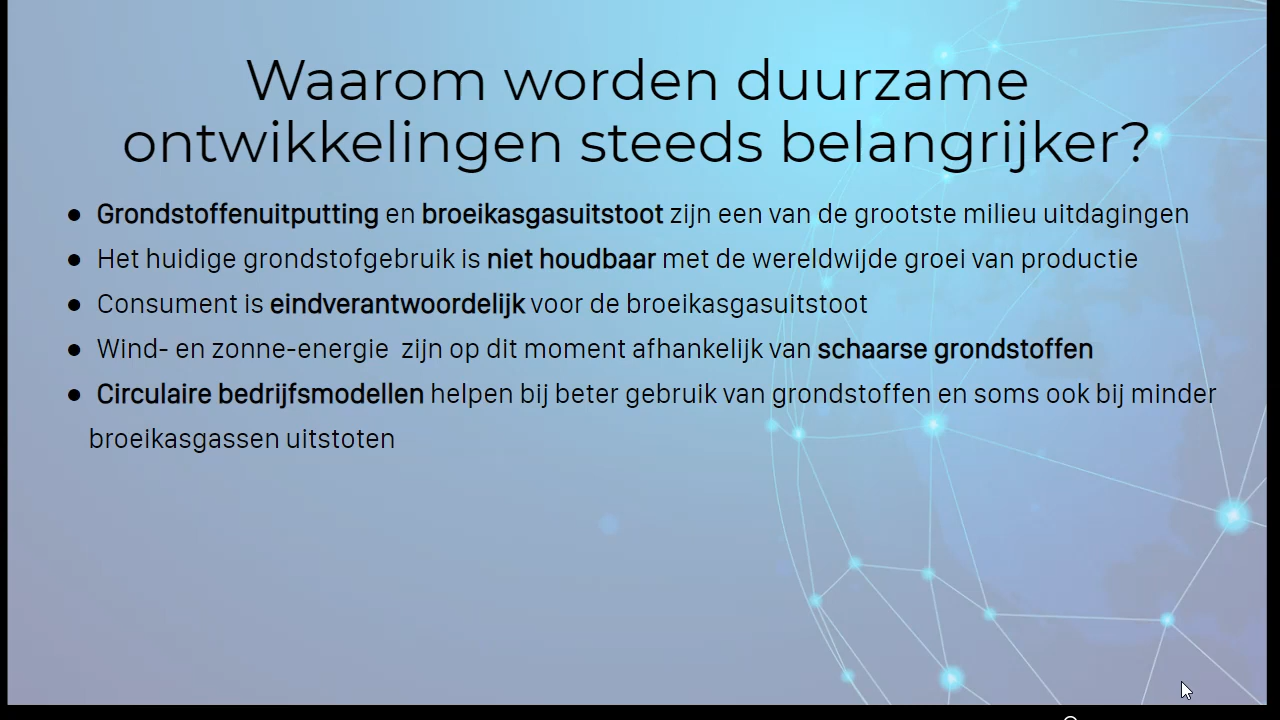 Waarom worden duurzame
ontwikkelingen steeds belangrijker?
● Grondstoffenuitputting en broeikasgasuitstoot zijn een van de grootste milieu uitdagingen
● Het huidige grondstofgebruik is niet houdbaar met de wereldwijde groei van productie
● Consument is eindverantwoordelijk voor de broeikasgasuitstoot
● Wind- en zonne-energie zijn op dit moment afhankelijk van schaarse grondstoffen
● Circulaire bedrijfsmodellen helpen bij beter gebruik van grondstoffen en soms ook bij minder
broeikasgassen uitstoten